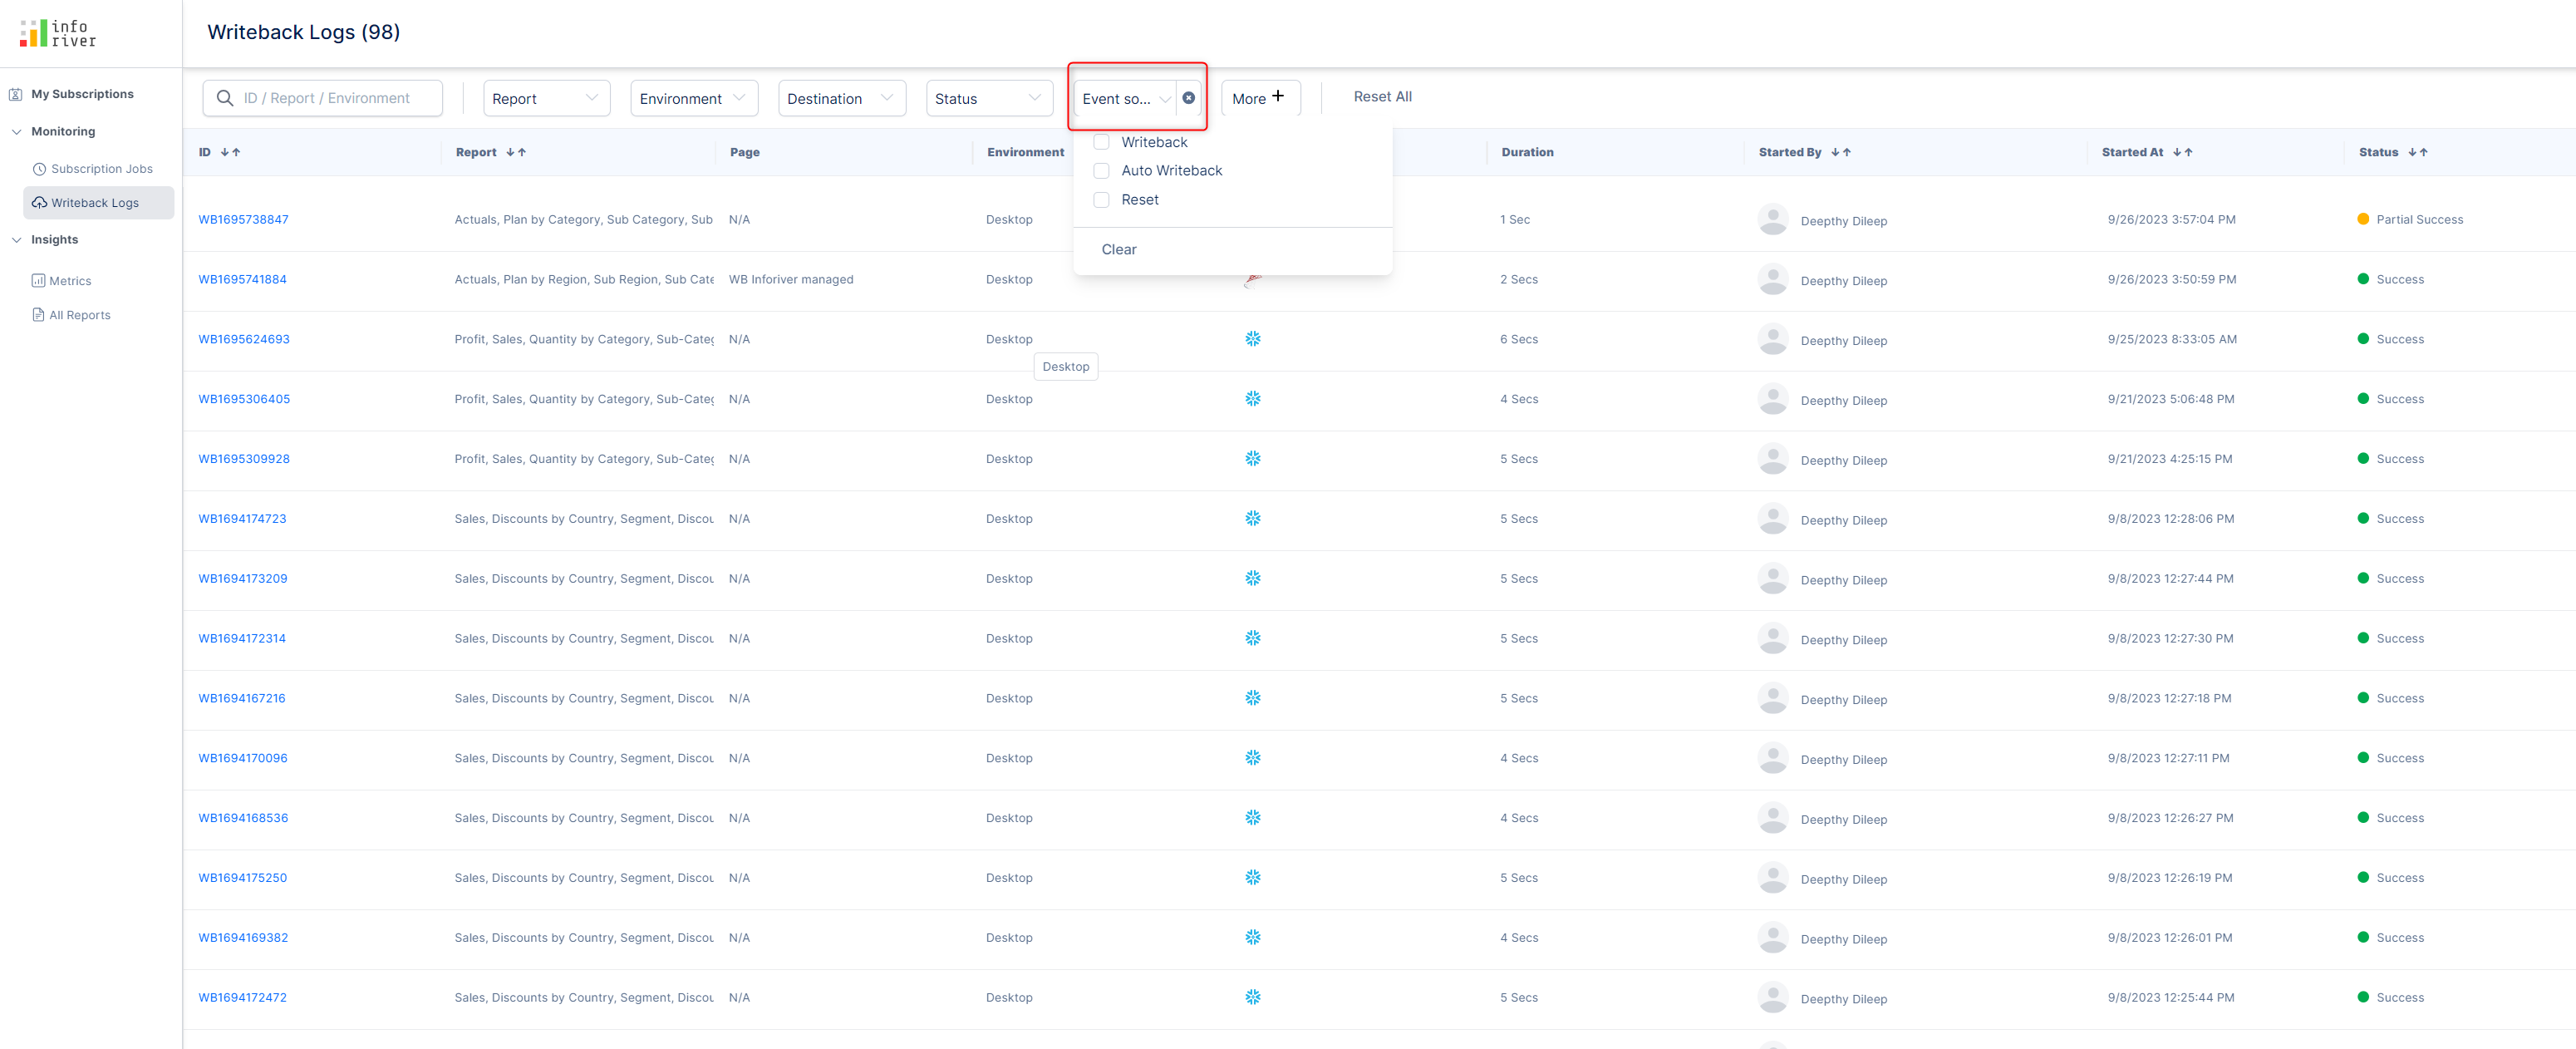 info
river
Writeback Logs (98)
My Subscriptions
Monitoring
Subscription Jobs
Writeback Logs
Insights
Metrics
All Reports
ID / Report / Environment
Report
Environment
Destination
Status
Event so...
More +
Reset All
Writeback
Auto Writeback
Reset
Clear
ID Report Page Environment Duration Started By Started At Status
WB1695738847 Actuals, Plan by Category, Sub Category, Sub N/A Desktop 1 Sec Deepthy Dileep 9/26/2023 3:57:04 PM Partial Success
WB1695741884 Actuals, Plan by Region, Sub Region, Sub Cate WB Inforiver managed Desktop 2 Secs Deepthy Dileep 9/26/2023 3:50:59 PM Success
WB1695624693 Profit, Sales, Quantity by Category, Sub-Categ N/A Desktop 6 Secs Deepthy Dileep 9/25/2023 8:33:05 AM Success
Desktop
WB1695306405 Profit, Sales, Quantity by Category, Sub-Categ N/A Desktop 4 Secs Deepthy Dileep 9/21/2023 5:06:48 PM Success
WB1695309928 Profit, Sales, Quantity by Category, Sub-Categ N/A Desktop 5 Secs Deepthy Dileep 9/21/2023 4:25:15 PM Success
WB1694174723 Sales, Discounts by Country, Segment, Discou N/A Desktop 5 Secs Deepthy Dileep 9/8/2023 12:28:06 PM Success
WB1694173209 Sales, Discounts by Country, Segment, Discou N/A Desktop 5 Secs Deepthy Dileep 9/8/2023 12:27:44 PM Success
WB1694172314 Sales, Discounts by Country, Segment, Discou N/A Desktop 5 Secs Deepthy Dileep 9/8/2023 12:27:30 PM Success
WB1694167216 Sales, Discounts by Country, Segment, Discou N/A Desktop 5 Secs Deepthy Dileep 9/8/2023 12:27:18 PM Success
WB1694170096 Sales, Discounts by Country, Segment, Discou N/A Desktop 4 Secs Deepthy Dileep 9/8/2023 12:27:11 PM Success
WB1694168536 Sales, Discounts by Country, Segment, Discou N/A Desktop 4 Secs Deepthy Dileep 9/8/2023 12:26:27 PM Success
WB1694175250 Sales, Discounts by Country, Segment, Discou N/A Desktop 5 Secs Deepthy Dileep 9/8/2023 12:26:19 PM Success
WB1694169382 Sales, Discounts by Country, Segment, Discou N/A Desktop 4 Secs Deepthy Dileep 9/8/2023 12:26:01 PM Success
WB1694172472 Sales, Discounts by Country, Segment, Discou N/A Desktop 5 Secs Deepthy Dileep 9/8/2023 12:25:44 PM Success